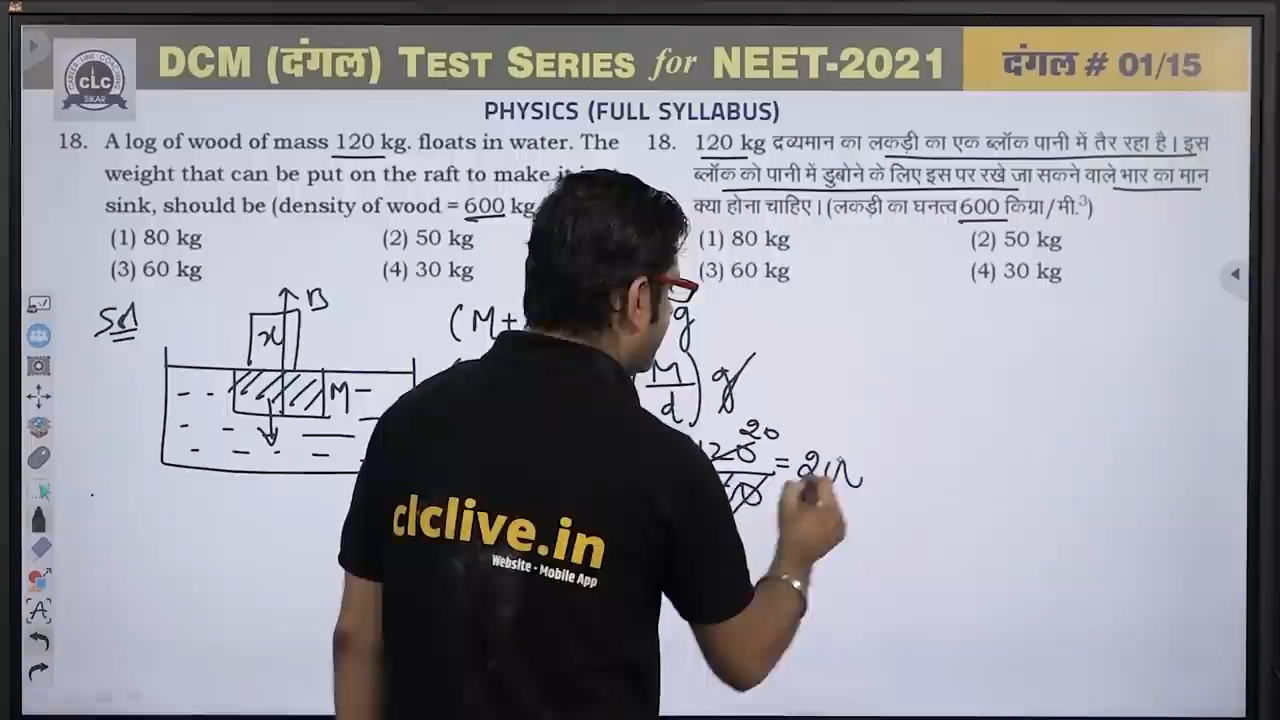 DCM (दंगल) TEST SERIES for NEET-2021
दंगल # 01/15
CLC
SIKAR
PHYSICS (FULL SYLLABUS)
18. A log of wood of mass 120 kg. floats in water. The
weight that can be put on the raft to make it
sink, should be (density of wood = 600 kg
(1) 80 kg (2) 50 kg
(3) 60 kg (4) 30 kg
18. 120 kg द्रव्यमान का लकड़ी का एक ब्लॉक पानी में तैर रहा है। इस
ब्लॉक को पानी में डुबोने के लिए इस पर रखे जा सकने वाले भार का मान
क्या होना चाहिए। (लकड़ी का घनत्व 600 किग्रा/मी.³)
(1) 80 kg (2) 50 kg
(3) 60 kg (4) 30 kg
Sol
B
x
M
(M+
g
M/d) g
20
= 2
clclive.in
Website • Mobile App